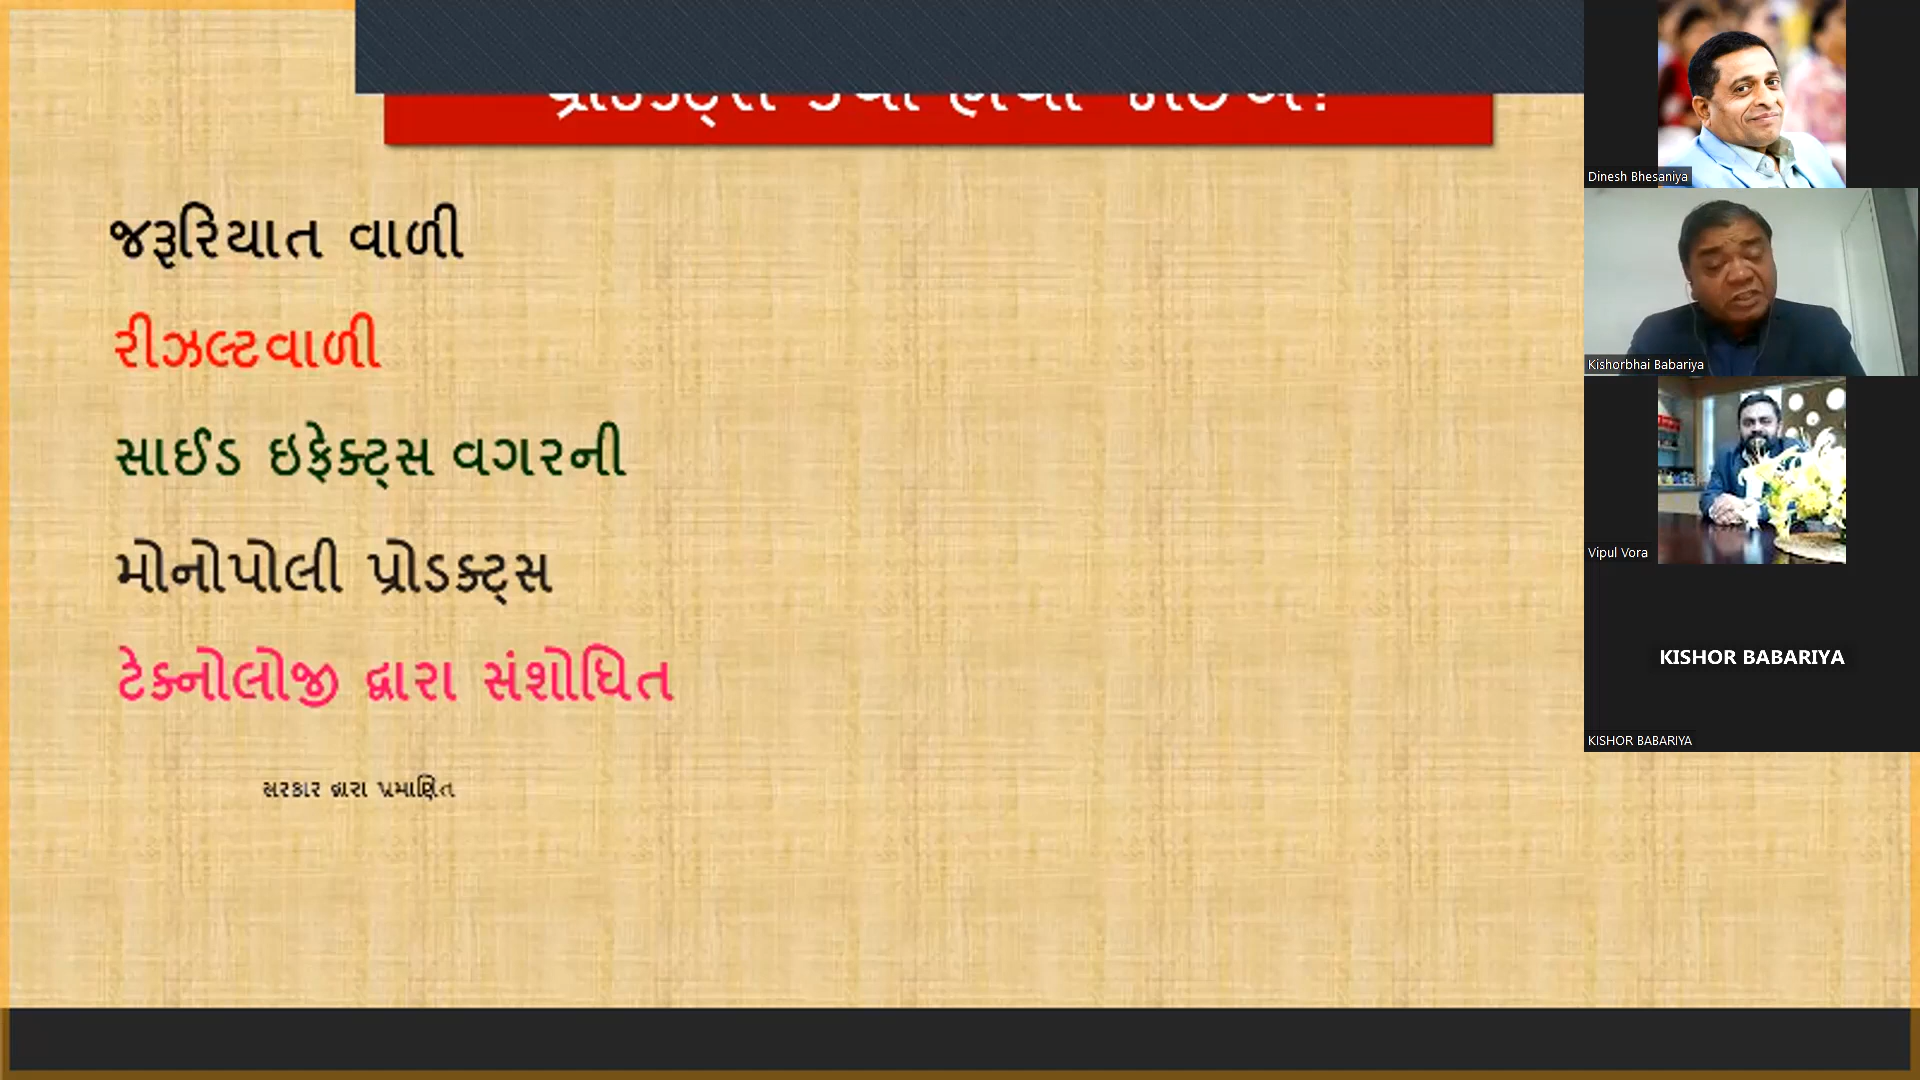 જરૂરિયાત વાળી
રીઝલ્ટવાળી
સાઈડ ઇફેક્ટ્સ વગરની
મોનોપોલી પ્રોડક્ટ્સ
ટેક્નોલોજી દ્વારા સંશોધિત
સરકાર દ્વારા પ્રમાણિત
Dinesh Bhesaniya
Kishorbhai Babariya
Vipul Vora
KISHOR BABARIYA
KISHOR BABARIYA